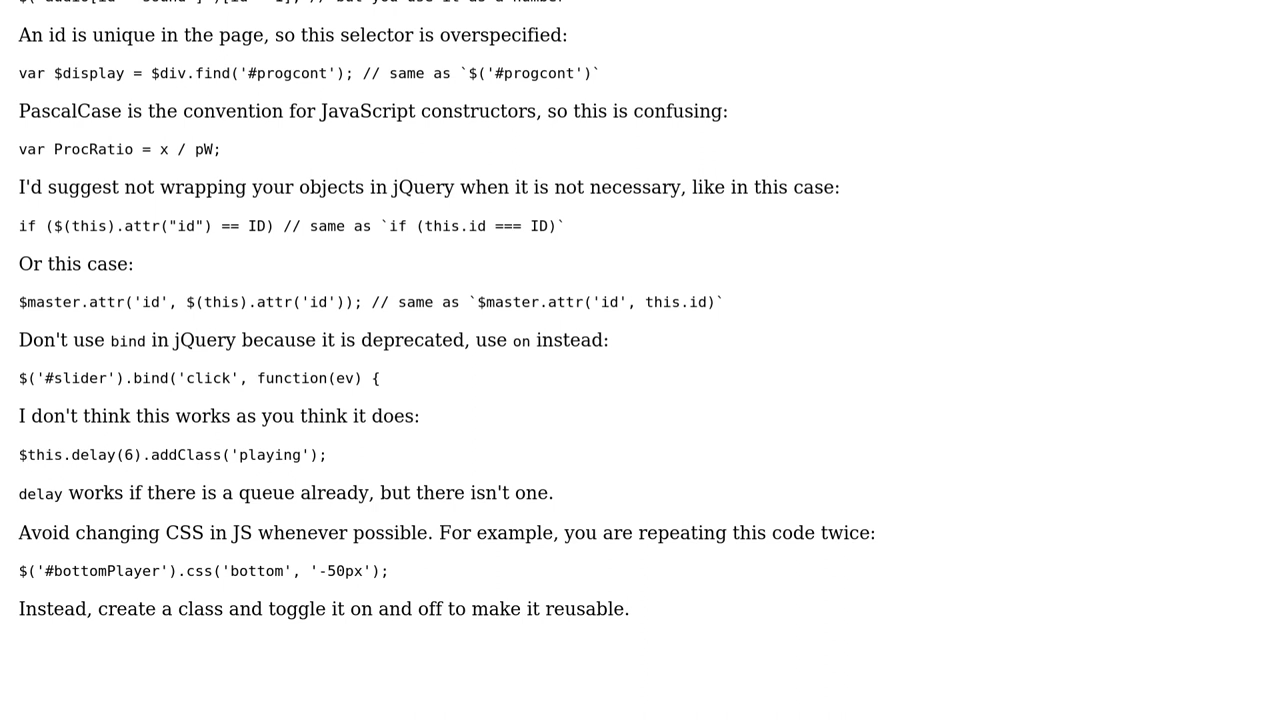 An id is unique in the page, so this selector is overspecified:
var $display = $div.find('#progcont'); // same as `$('#progcont')`
PascalCase is the convention for JavaScript constructors, so this is confusing:
var ProcRatio = x / pW;
I'd suggest not wrapping your objects in jQuery when it is not necessary, like in this case:
if ($(this).attr("id") == ID) // same as `if (this.id === ID)`
Or this case:
$master.attr('id', $(this).attr('id')); // same as `$master.attr('id', this.id)`
Don't use bind in jQuery because it is deprecated, use on instead:
$('#slider').bind('click', function(ev) {
I don't think this works as you think it does:
$this.delay(6).addClass('playing');
delay works if there is a queue already, but there isn't one.
Avoid changing CSS in JS whenever possible. For example, you are repeating this code twice:
$('#bottomPlayer').css('bottom', '-50px');
Instead, create a class and toggle it on and off to make it reusable.